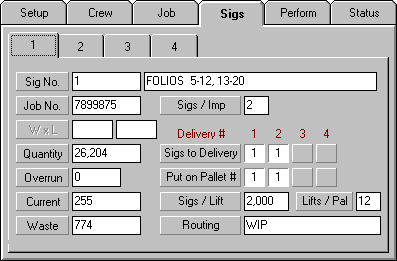 Setup Crew Job Sigs Perform Status
1 2 3 4
Sig No. 1 FOLIOS 5-12, 13-20
Job No. 7899875 Sigs / Imp 2
W x L Delivery # 1 2 3 4
Quantity 26,204 Sigs to Delivery 1 1
Overrun 0 Put on Pallet # 1 1
Current 255 Sigs / Lift 2,000 Lifts / Pal 12
Waste 774 Routing WIP